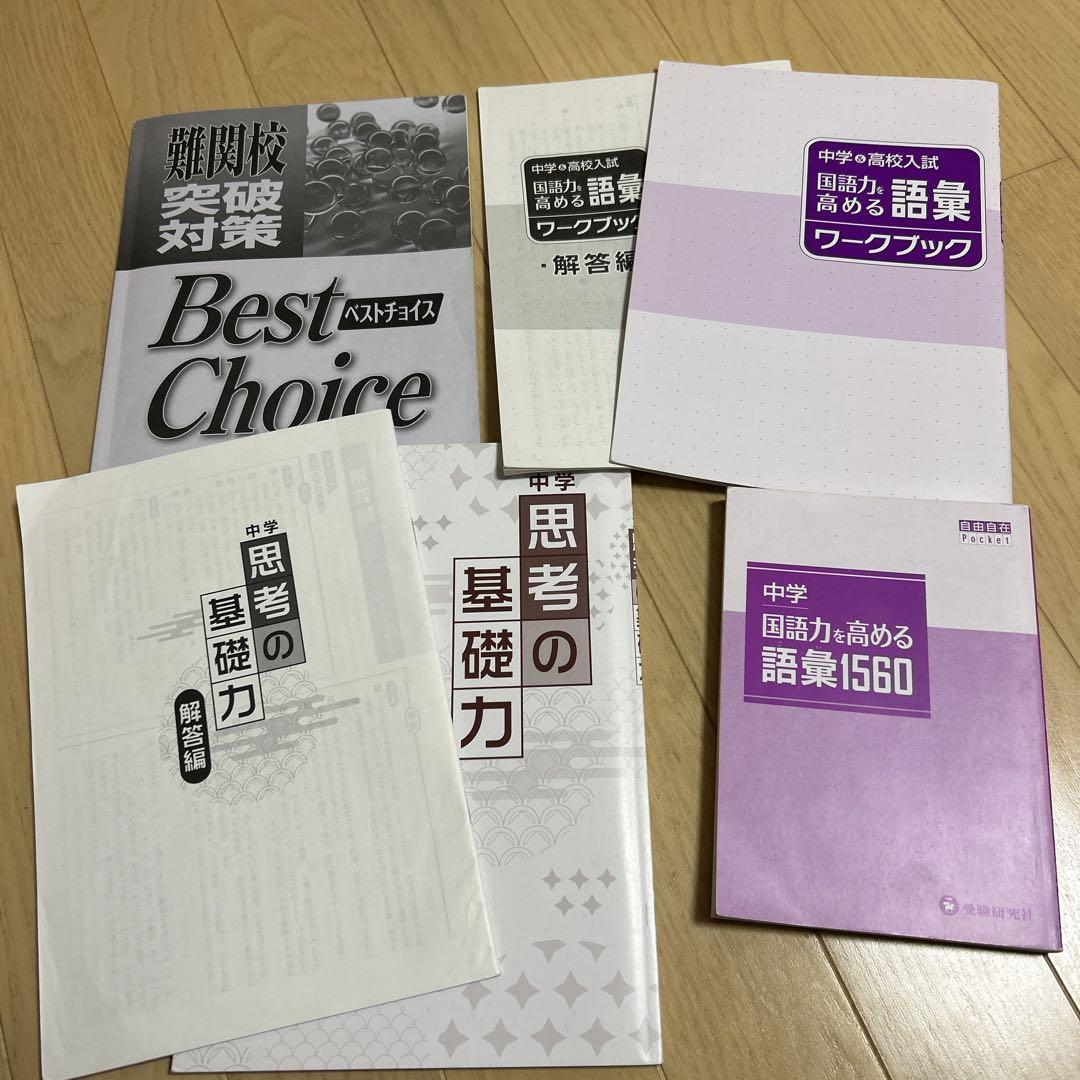 難関校
突破
対策
Best
ベストチョイス
Choice
中学&高校入試
国語力を
高める
語彙
ワークブック
・解答編
中学&高校入試
国語力を
高める
語彙
ワークブック
中学
思考の
基礎力
解答編
中学
思考の
基礎力
自由自在
Pocket
中学
国語力を高める
語彙1560
受験研究社